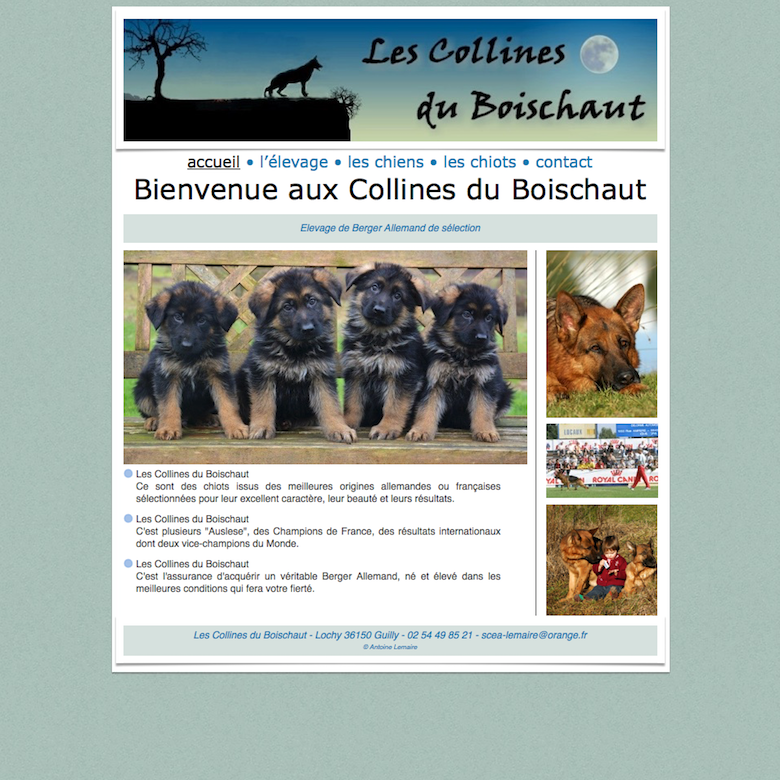 Les Collines
du Boischaut
accueil • l'élevage • les chiens • les chiots • contact
Bienvenue aux Collines du Boischaut
Elevage de Berger Allemand de sélection
ROYAL CANIN
Les Collines du Boischaut
Ce sont des chiots issus des meilleures origines allemandes ou françaises
sélectionnées pour leur excellent caractère, leur beauté et leurs résultats.
Les Collines du Boischaut
C'est plusieurs "Auslese", des Champions de France, des résultats internationaux
dont deux vice-champions du Monde.
Les Collines du Boischaut
C'est l'assurance d'acquérir un véritable Berger Allemand, né et élevé dans les
meilleures conditions qui fera votre fierté.
Les Collines du Boischaut - Lochy 36150 Guilly - 02 54 49 85 21 - scea-lemaire@orange.fr
© Antoine Lemaire